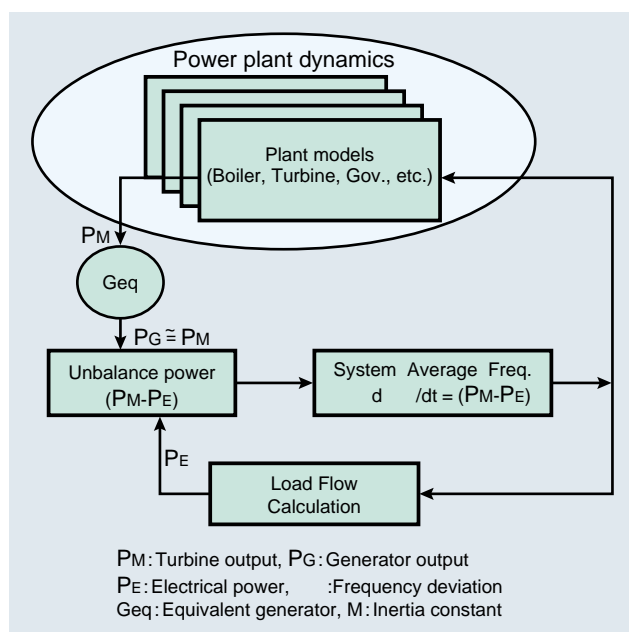 Power plant dynamics
Plant models
(Boiler, Turbine, Gov., etc.)
PM
Geq
PG ≅ PM
Unbalance power
(PM-PE)
System Average Freq.
d /dt = (PM-PE)
PE
Load Flow
Calculation
PM: Turbine output, PG: Generator output
PE: Electrical power, :Frequency deviation
Geq: Equivalent generator, M: Inertia constant